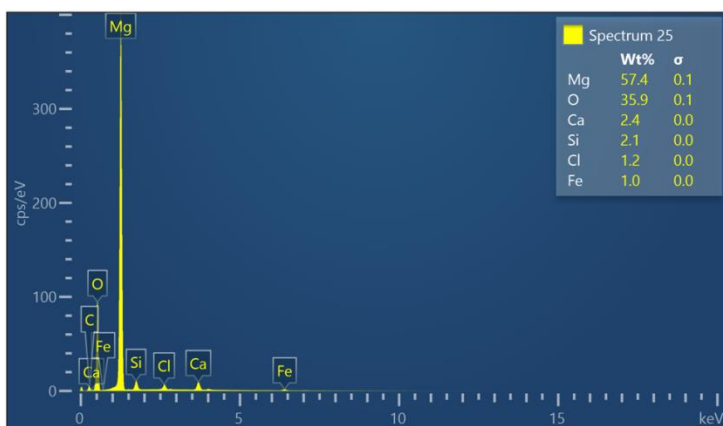 Mg
Spectrum 25
Wt% σ
Mg 57.4 0.1
O 35.9 0.1
Ca 2.4 0.0
Si 2.1 0.0
Cl 1.2 0.0
Fe 1.0 0.0
300
200
100
0
cps/eV
O
C
Fe
Ca
Si
Cl
Ca
Fe
0 5 10 15 keV